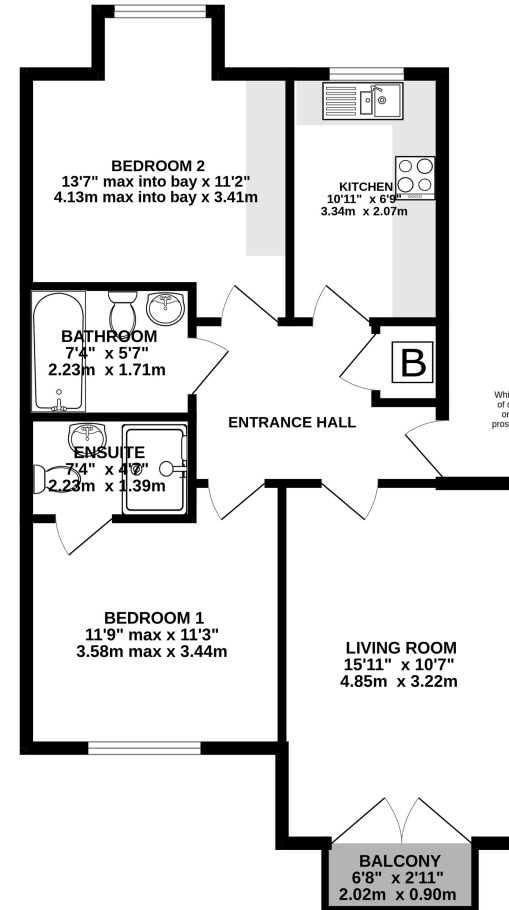 BEDROOM 2
13'7" max into bay x 11'2"
4.13m max into bay x 3.41m
KITCHEN
10'11" x 6'9"
3.34m x 2.07m
BATHROOM
7'4" x 5'7"
2.23m x 1.71m
B
ENTRANCE HALL
ENSUITE
7'4" x 4'7"
2.23m x 1.39m
BEDROOM 1
11'9" max x 11'3"
3.58m max x 3.44m
LIVING ROOM
15'11" x 10'7"
4.85m x 3.22m
BALCONY
6'8" x 2'11"
2.02m x 0.90m